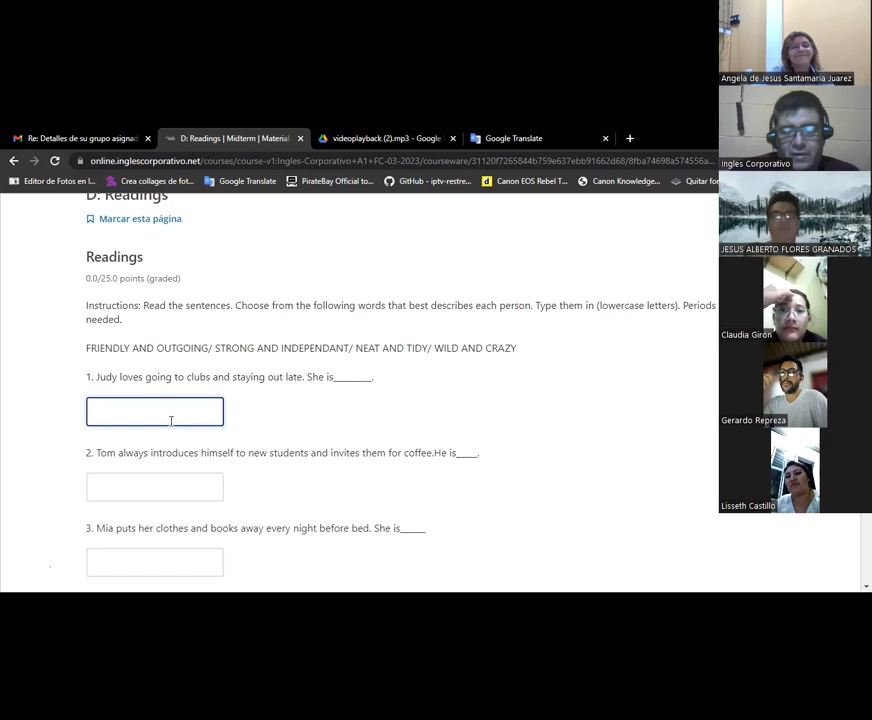 Re: Detalles de su grupo asignad
D: Readings | Midterm | Material
videoplayback (2).mp3 - Google
Google Translate
online.inglescorporativo.net/courses/course-v1:Ingles-Corporativo+A1+FC-03-2023/courseware/31120f7265844b759e637ebb91662d68/8fba74698a574556a...
Editor de Fotos en l...
Crea collages de fot...
Google Translate
PirateBay Official to...
GitHub - iptv-restre...
Canon EOS Rebel T...
Canon Knowledge...
Quitar for
D: Readings
Marcar esta página
Readings
0.0/25.0 points (graded)
Instructions: Read the sentences. Choose from the following words that best describes each person. Type them in (lowercase letters). Periods
needed.
FRIENDLY AND OUTGOING/ STRONG AND INDEPENDANT/ NEAT AND TIDY/ WILD AND CRAZY
1. Judy loves going to clubs and staying out late. She is________.
2. Tom always introduces himself to new students and invites them for coffee.He is_____.
3. Mia puts her clothes and books away every night before bed. She is______
Angela de Jesus Santamaria Juarez
Ingles Corporativo
JESUS ALBERTO FLORES GRANADOS
Claudia Girón
Gerardo Repreza
Lisseth Castillo